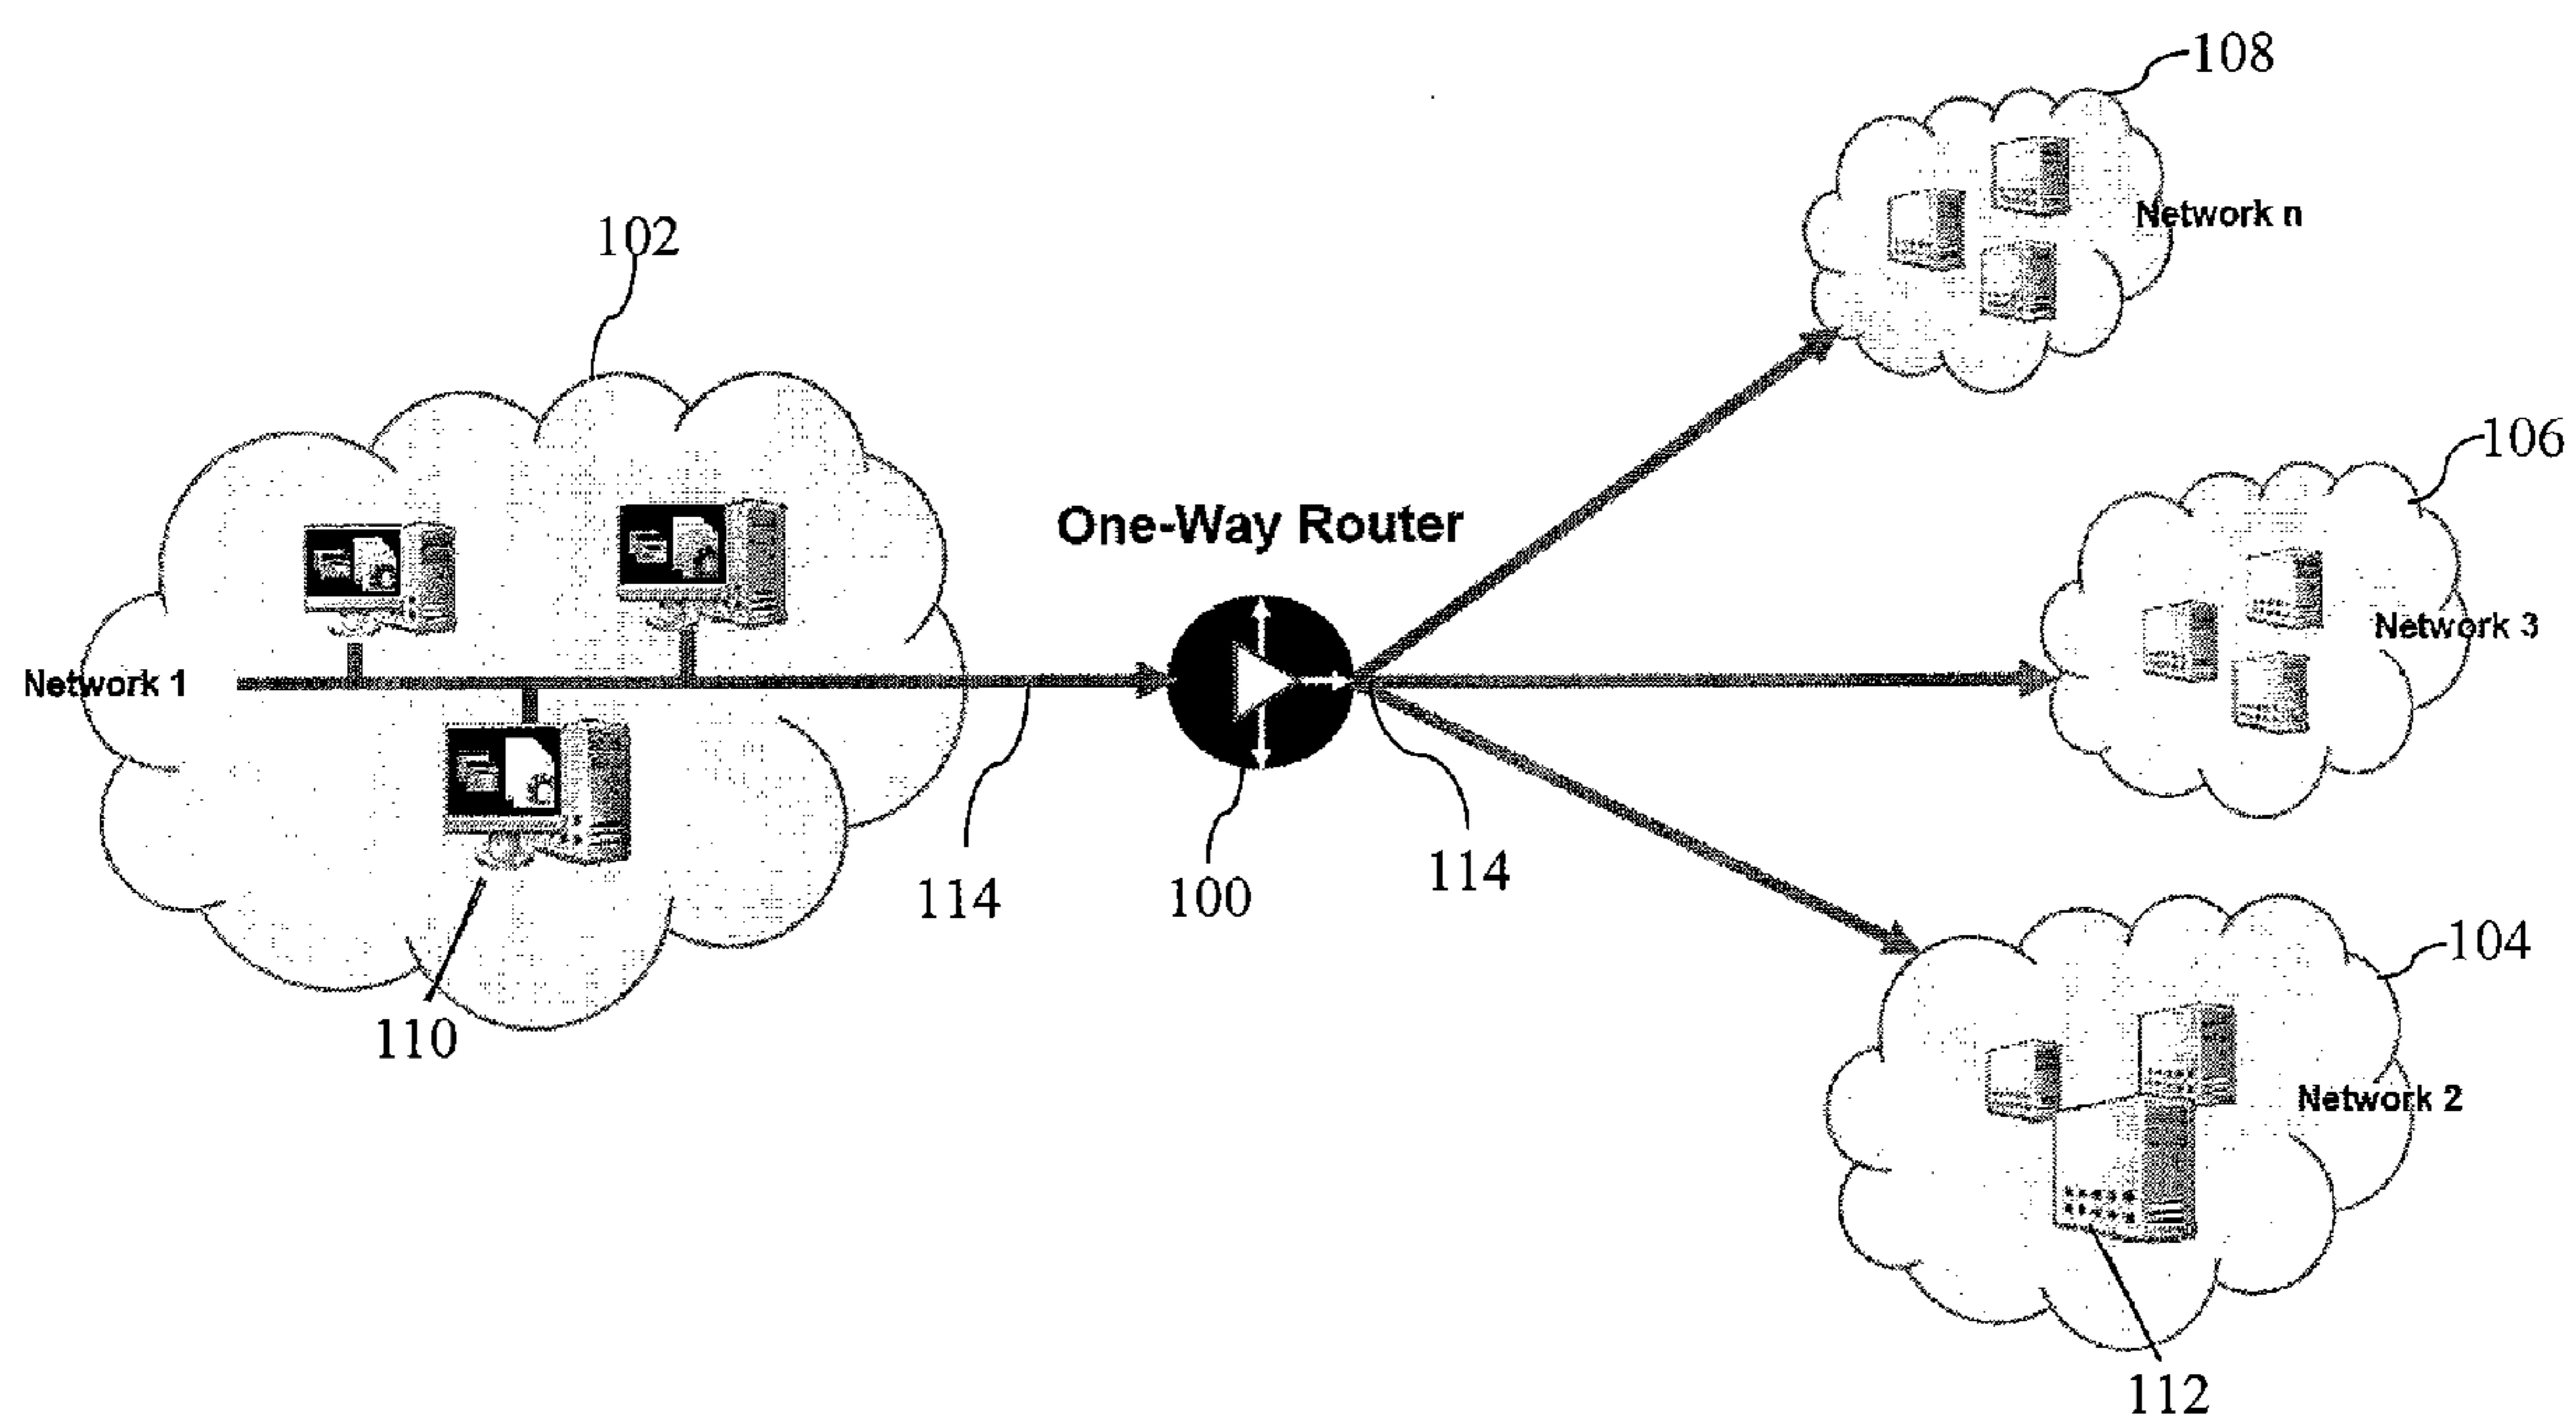 108
Network n
102
106
One-Way Router
Network 3
Network 1
114
100
114
104
110
Network 2
112